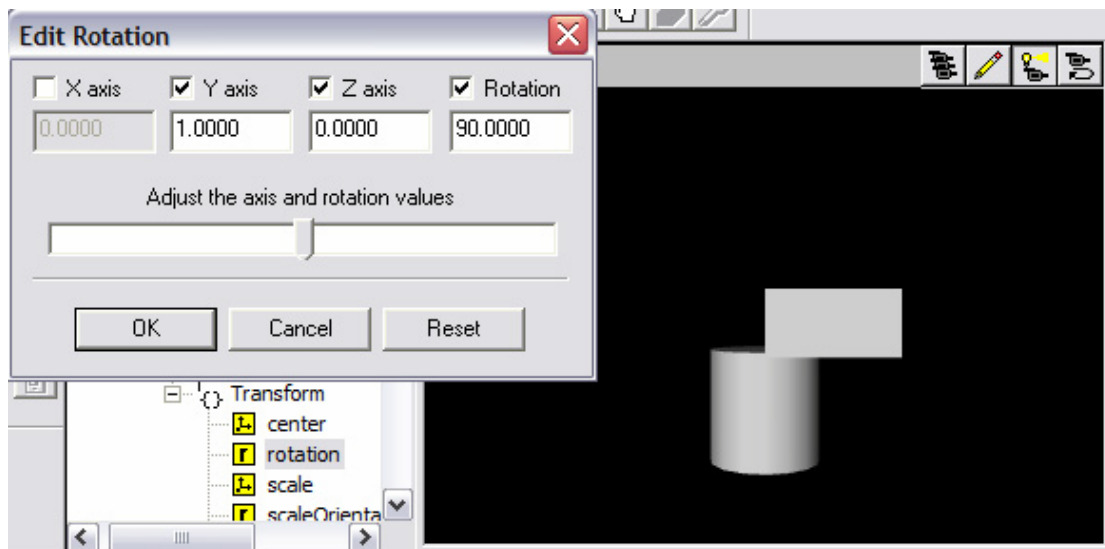 Edit Rotation
X axis Y axis Z axis Rotation
0.0000 1.0000 0.0000 90.0000
Adjust the axis and rotation values
OK Cancel Reset
Transform
center
rotation
scale
scaleOrienta